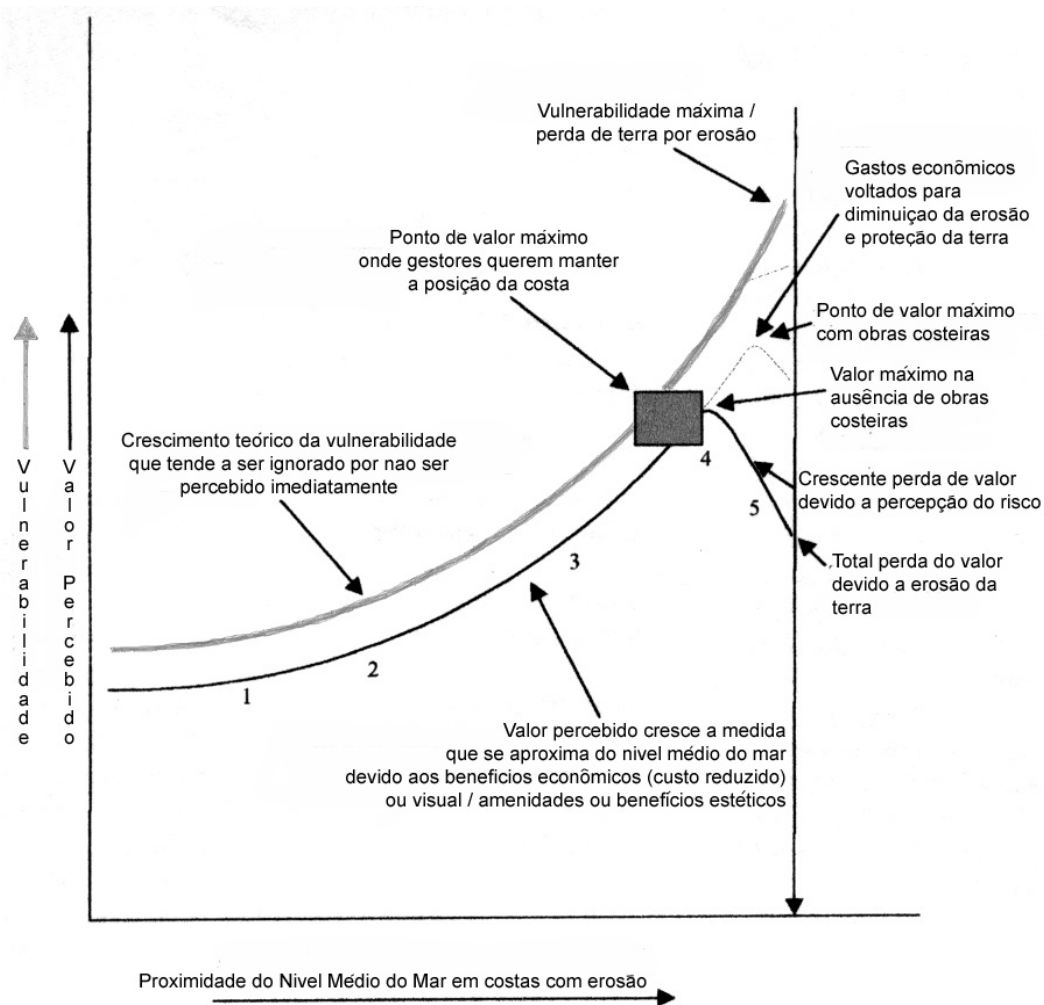 Vulnerabilidade máxima /
perda de terra por erosão
Gastos econômicos
voltados para
diminuiçao da erosão
e proteção da terra
Ponto de valor máximo
onde gestores querem manter
a posição da costa
Ponto de valor máximo
com obras costeiras
Valor máximo na
ausência de obras
costeiras
Crescimento teórico da vulnerabilidade
que tende a ser ignorado por nao ser
percebido imediatamente
4
Crescente perda de valor
devido a percepção do risco
5
3
Total perda do valor
devido a erosão da
terra
2
1
Vulnerabilidade
Valor Percebido
Valor percebido cresce a medida
que se aproxima do nivel médio do mar
devido aos beneficios econômicos (custo reduzido)
ou visual / amenidades ou benefícios estéticos
Proximidade do Nivel Médio do Mar em costas com erosão